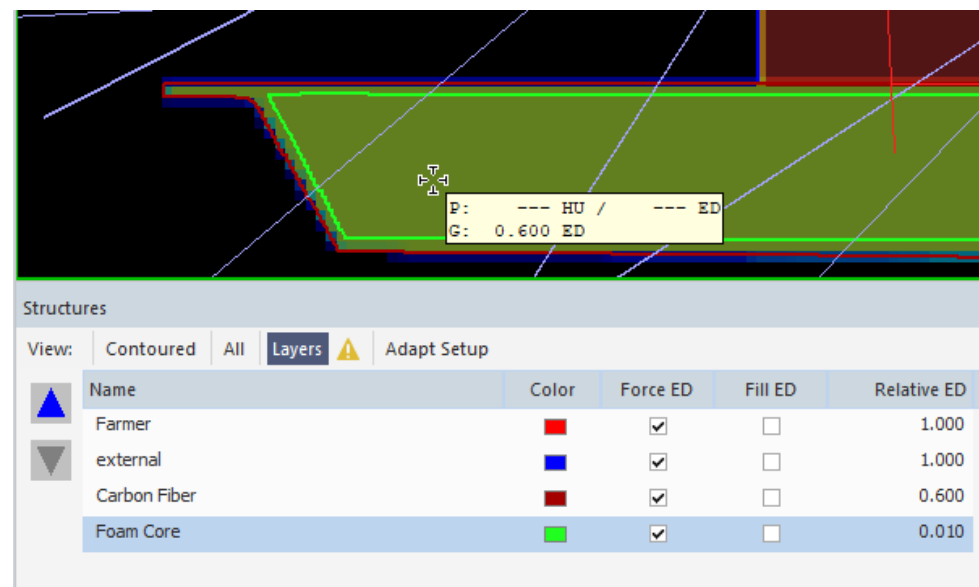 P: --- HU / --- ED
G: 0.600 ED
Structures
View: Contoured All Layers Adapt Setup
Name Color Force ED Fill ED Relative ED
Farmer 1.000
external 1.000
Carbon Fiber 0.600
Foam Core 0.010